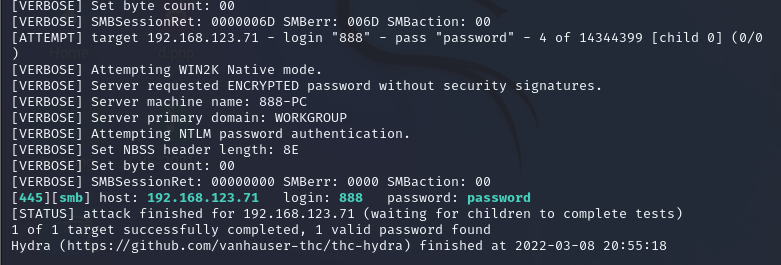 [VERBOSE] Set byte count: 00
[VERBOSE] SMBSessionRet: 0000006D SMBerr: 006D SMBaction: 00
[ATTEMPT] target 192.168.123.71 - login "888" - pass "password" - 4 of 14344399 [child 0] (0/0
)
[VERBOSE] Attempting WIN2K Native mode.
[VERBOSE] Server requested ENCRYPTED password without security signatures.
[VERBOSE] Server machine name: 888-PC
[VERBOSE] Server primary domain: WORKGROUP
[VERBOSE] Attempting NTLM password authentication.
[VERBOSE] Set NBSS header length: 8E
[VERBOSE] Set byte count: 00
[VERBOSE] SMBSessionRet: 00000000 SMBerr: 0000 SMBaction: 00
[445][smb] host: 192.168.123.71   login: 888   password: password
[STATUS] attack finished for 192.168.123.71 (waiting for children to complete tests)
1 of 1 target successfully completed, 1 valid password found
Hydra (https://github.com/vanhauser-thc/thc-hydra) finished at 2022-03-08 20:55:18